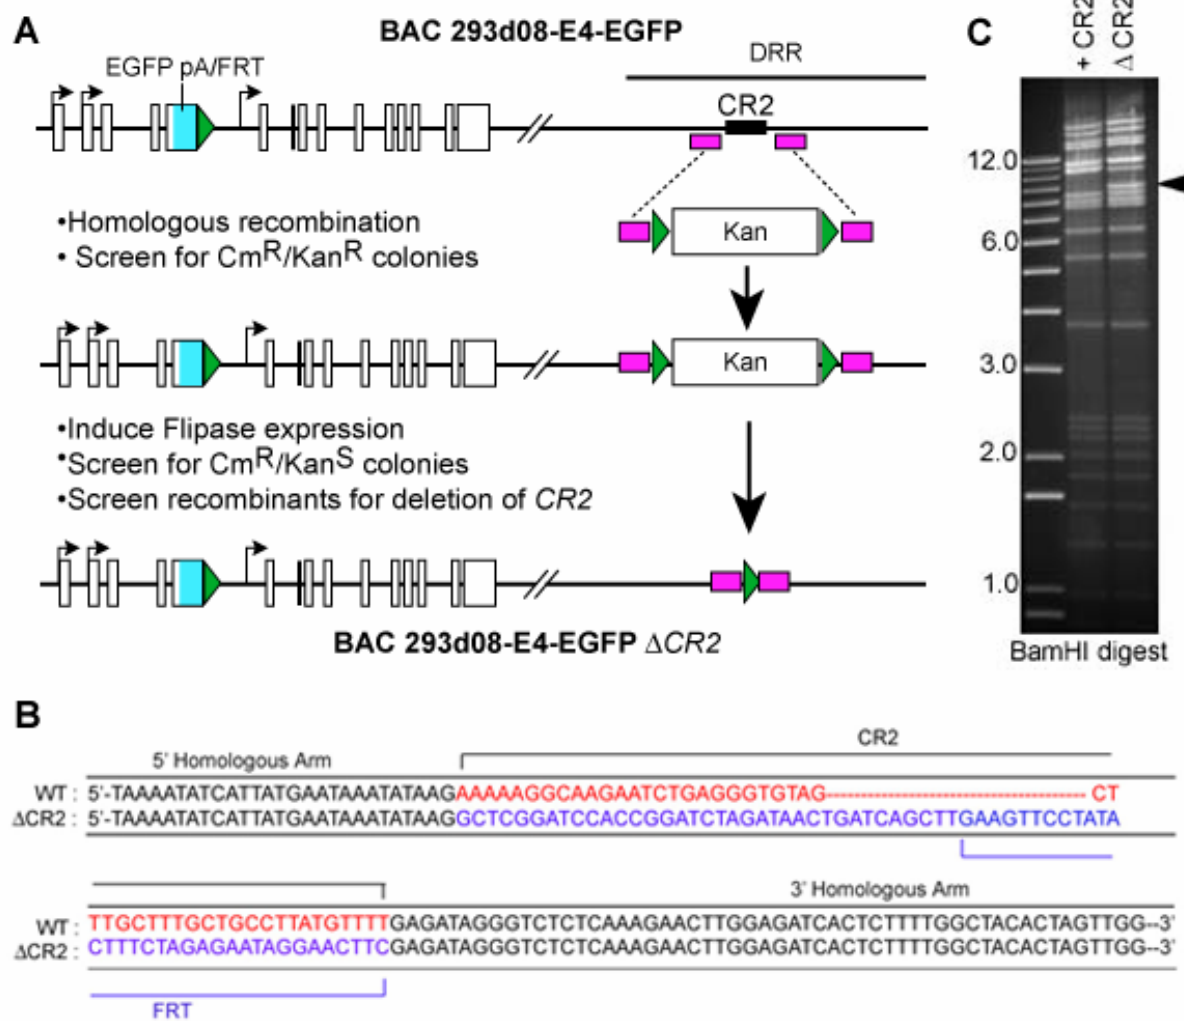 A
BAC 293d08-E4-EGFP
EGFP pA/FRT
DRR
CR2
Kan
•Homologous recombination
• Screen for CmR/KanR colonies
Kan
•Induce Flipase expression
•Screen for CmR/KanS colonies
•Screen recombinants for deletion of CR2
BAC 293d08-E4-EGFP ΔCR2
C
+ CR2
Δ CR2
12.0
6.0
3.0
2.0
1.0
BamHI digest
B
5' Homologous Arm
CR2
WT : 5'-TAAAATATCATTATGAATAAATATAAGAAAAAGGCAAGAATCTGAGGGTGTAG------------------------------------ CT
ΔCR2 : 5'-TAAAATATCATTATGAATAAATATAAGGCTCGGATCCACCGGATCTAGATAACTGATCAGCTTGAAGTTCCTATA
3' Homologous Arm
WT : TTGCTTTGCTGCCTTATGTTTTGAGATAGGGTCTCTCAAAGAACTTGGAGATCACTCTTTTGGCTACACTAGTTGG--3'
ΔCR2 : CTTTCTAGAGAATAGGAACTTCGAGATAGGGTCTCTCAAAGAACTTGGAGATCACTCTTTTGGCTACACTAGTTGG--3'
FRT